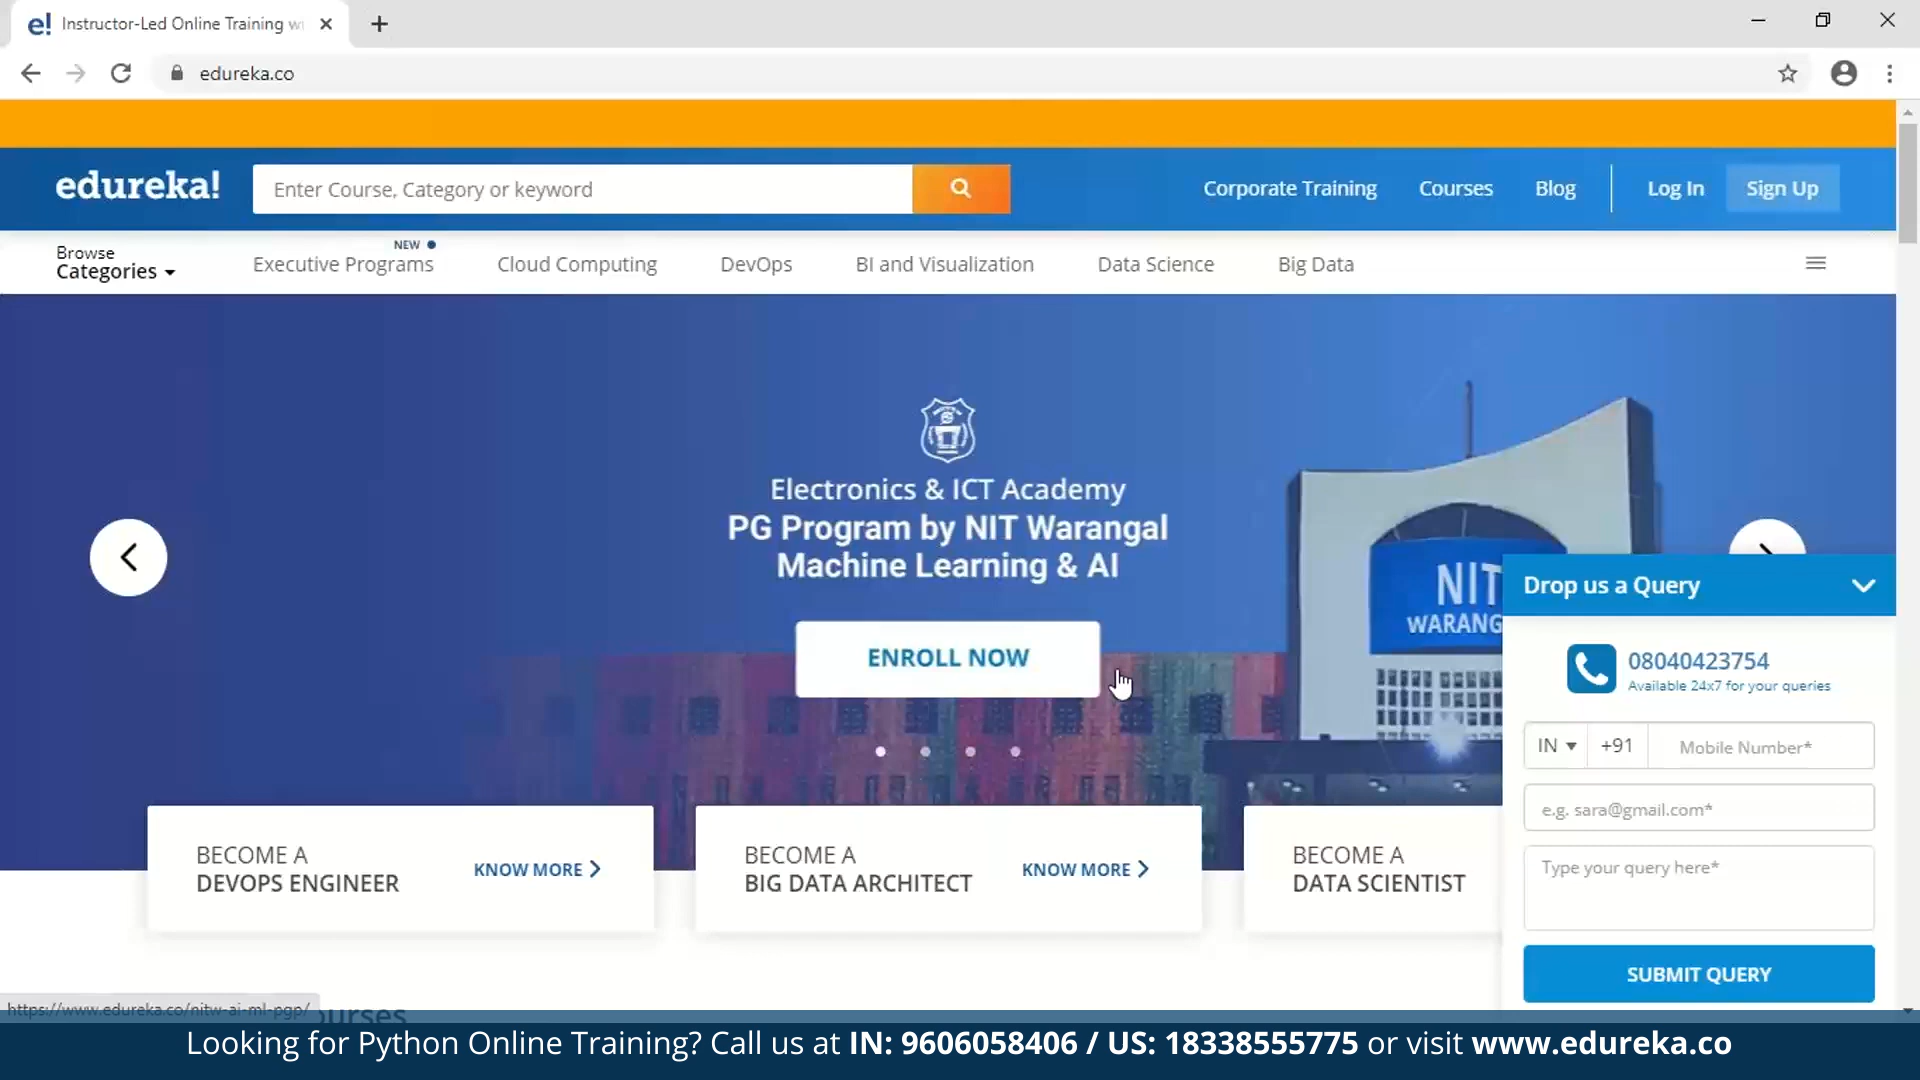 e! Instructor-Led Online Training wi
edureka.co
edureka!
Enter Course, Category or keyword
Corporate Training
Courses
Blog
Log In
Sign Up
Browse
Categories
NEW
Executive Programs
Cloud Computing
DevOps
BI and Visualization
Data Science
Big Data
Electronics & ICT Academy
PG Program by NIT Warangal
Machine Learning & AI
ENROLL NOW
NIT
WARANG
Drop us a Query
08040423754
Available 24x7 for your queries
IN
+91
Mobile Number*
e.g. sara@gmail.com*
Type your query here*
SUBMIT QUERY
BECOME A
DEVOPS ENGINEER
KNOW MORE
BECOME A
BIG DATA ARCHITECT
KNOW MORE
BECOME A
DATA SCIENTIST
https://www.edureka.co/nitw-ai-ml-pgp/
ourses
Looking for Python Online Training? Call us at IN: 9606058406 / US: 18338555775 or visit www.edureka.co